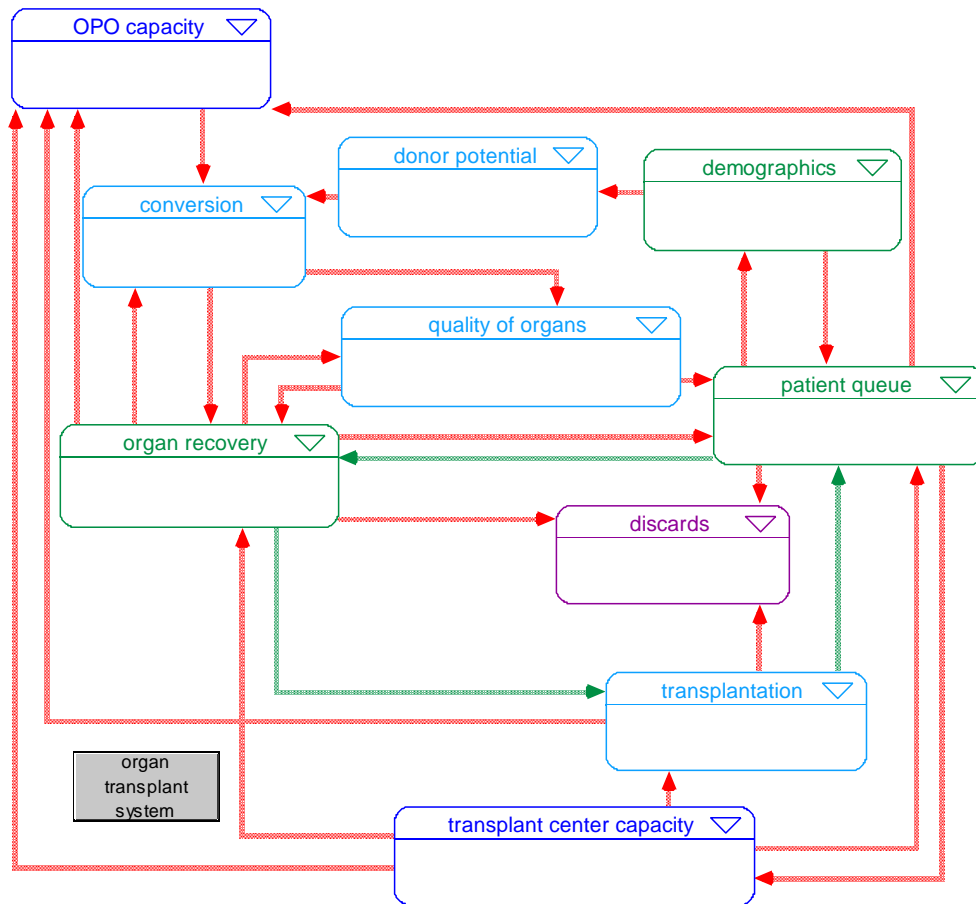 OPO capacity
donor potential
demographics
conversion
quality of organs
patient queue
organ recovery
discards
transplantation
organ
transplant
system
transplant center capacity